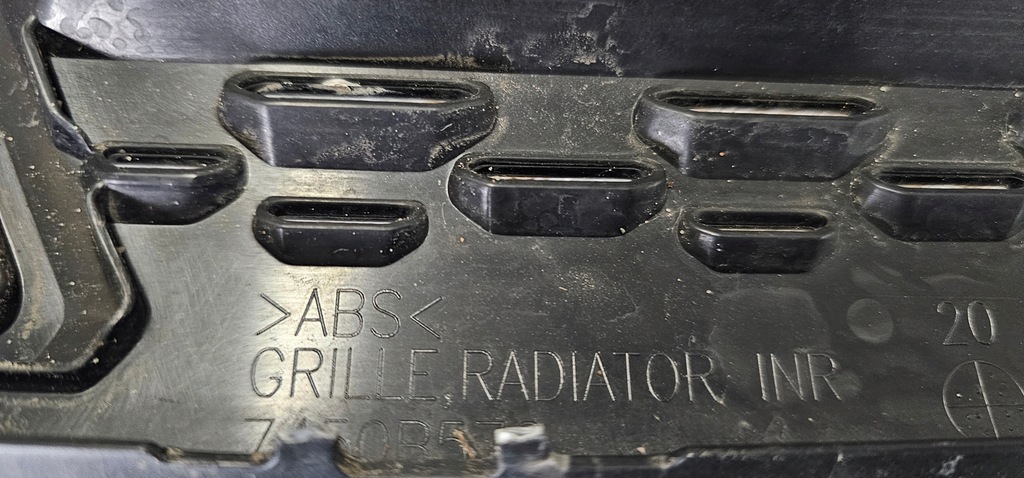 >ABS<
20
GRILLE, RADIATOR INR